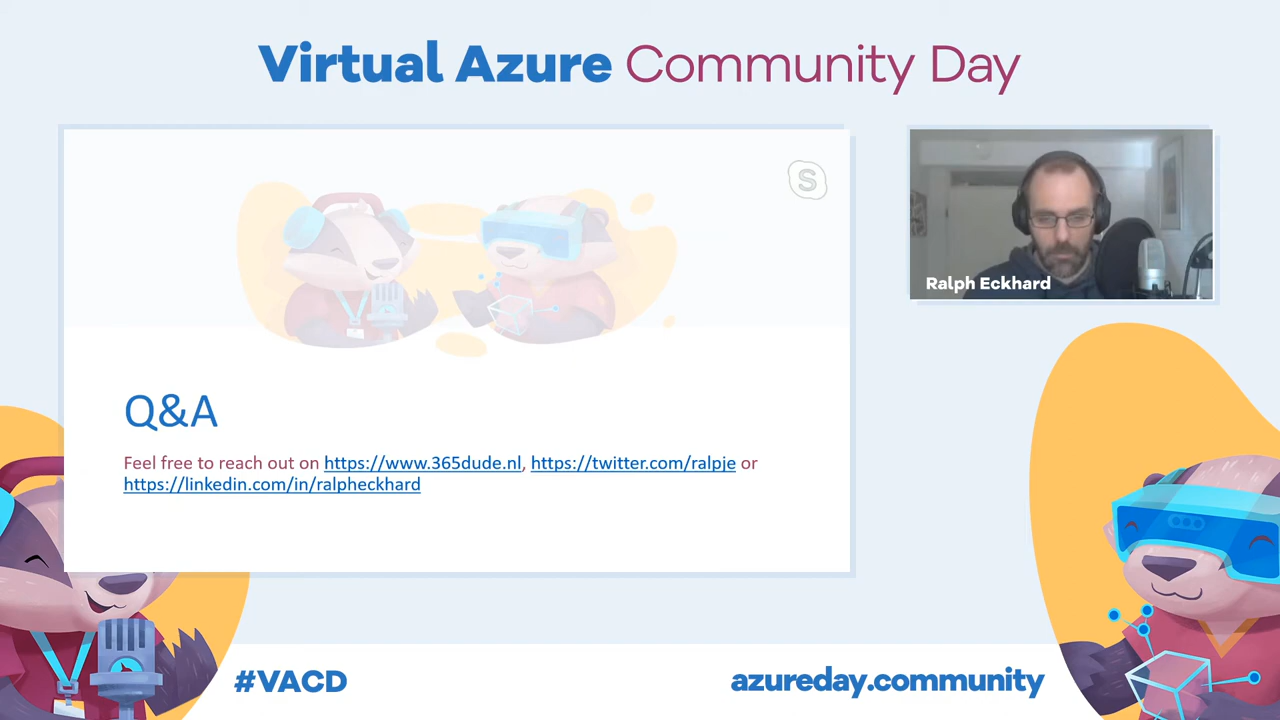 Virtual Azure Community Day
S
Ralph Eckhard
Q&A
Feel free to reach out on https://www.365dude.nl, https://twitter.com/ralpje or
https://linkedin.com/in/ralpheckhard
#VACD
azureday.community